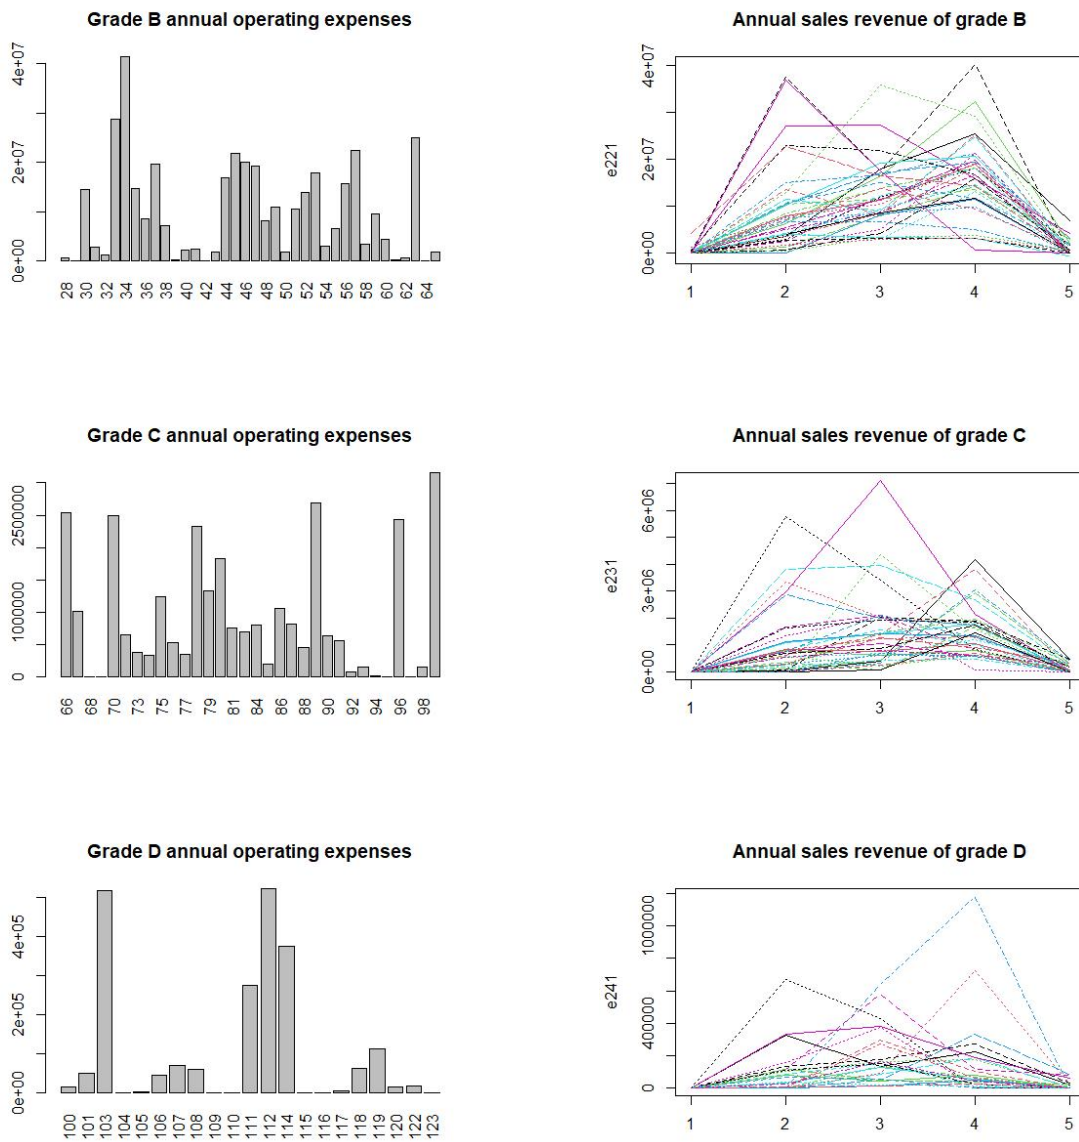 Grade B annual operating expenses
Annual sales revenue of grade B
4e+07
2e+07
0e+00
28 30 32 34 36 38 40 42 44 46 48 50 52 54 56 58 60 62 64
e221
4e+07
2e+07
0e+00
1 2 3 4 5
Grade C annual operating expenses
Annual sales revenue of grade C
2500000
1000000
0
66 68 70 73 75 77 79 81 84 86 88 90 92 94 96 98
e231
6e+06
3e+06
0e+00
1 2 3 4 5
Grade D annual operating expenses
Annual sales revenue of grade D
4e+05
2e+05
0e+00
100 101 103 104 105 106 107 108 109 110 111 112 114 115 116 117 118 119 120 122 123
e241
1000000
400000
0
1 2 3 4 5